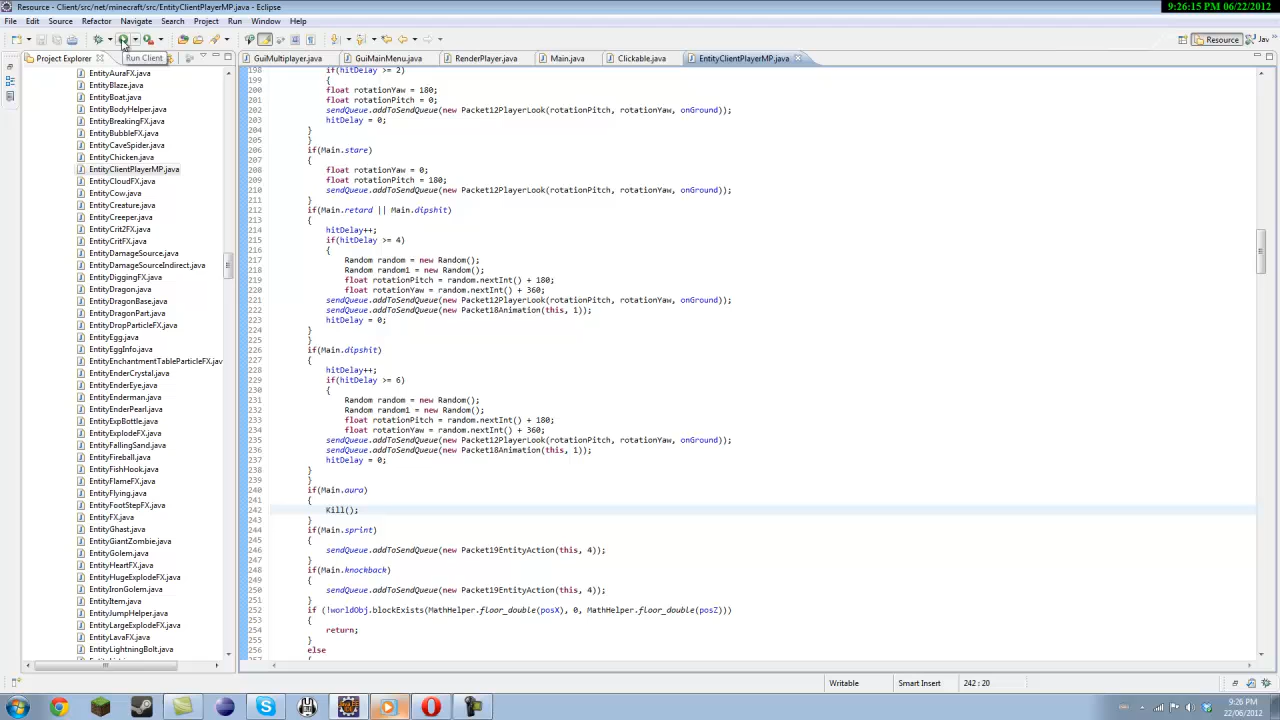 Resource - Client/src/net/minecraft/src/EntityClientPlayerMP.java - Eclipse
9:26:15 PM 06/22/2012
File Edit Source Refactor Navigate Search Project Run Window Help
Resource Jav
Run Client
Project Explorer
GuiMultiplayer.java GuiMainMenu.java RenderPlayer.java Main.java Clickable.java EntityClientPlayerMP.java
EntityAuraFX.java
EntityBlaze.java
EntityBoat.java
EntityBodyHelper.java
EntityBreakingFX.java
EntityBubbleFX.java
EntityCaveSpider.java
EntityChicken.java
EntityClientPlayerMP.java
EntityCloudFX.java
EntityCow.java
EntityCreature.java
EntityCreeper.java
EntityCrit2FX.java
EntityCritFX.java
EntityDamageSource.java
EntityDamageSourceIndirect.java
EntityDiggingFX.java
EntityDragon.java
EntityDragonBase.java
EntityDragonPart.java
EntityDropParticleFX.java
EntityEgg.java
EntityEggInfo.java
EntityEnchantmentTableParticleFX.jav
EntityEnderCrystal.java
EntityEnderEye.java
EntityEnderman.java
EntityEnderPearl.java
EntityExpBottle.java
EntityExplodeFX.java
EntityFallingSand.java
EntityFireball.java
EntityFishHook.java
EntityFlameFX.java
EntityFlying.java
EntityFootStepFX.java
EntityFX.java
EntityGhast.java
EntityGiantZombie.java
EntityGolem.java
EntityHeartFX.java
EntityHugeExplodeFX.java
EntityIronGolem.java
EntityItem.java
EntityJumpHelper.java
EntityLargeExplodeFX.java
EntityLavaFX.java
EntityLightningBolt.java
198 if(hitDelay >= 2)
199 {
200 float rotationYaw = 180;
201 float rotationPitch = 0;
202 sendQueue.addToSendQueue(new Packet12PlayerLook(rotationPitch, rotationYaw, onGround));
203 hitDelay = 0;
204 }
205 }
206 if(Main.stare)
207 {
208 float rotationYaw = 0;
209 float rotationPitch = 180;
210 sendQueue.addToSendQueue(new Packet12PlayerLook(rotationPitch, rotationYaw, onGround));
211 }
212 if(Main.retard || Main.dipshit)
213 {
214 hitDelay++;
215 if(hitDelay >= 4)
216 {
217 Random random = new Random();
218 Random random1 = new Random();
219 float rotationPitch = random.nextInt() + 180;
220 float rotationYaw = random.nextInt() + 360;
221 sendQueue.addToSendQueue(new Packet12PlayerLook(rotationPitch, rotationYaw, onGround));
222 sendQueue.addToSendQueue(new Packet18Animation(this, 1));
223 hitDelay = 0;
224 }
225 }
226 if(Main.dipshit)
227 {
228 hitDelay++;
229 if(hitDelay >= 6)
230 {
231 Random random = new Random();
232 Random random1 = new Random();
233 float rotationPitch = random.nextInt() + 180;
234 float rotationYaw = random.nextInt() + 360;
235 sendQueue.addToSendQueue(new Packet12PlayerLook(rotationPitch, rotationYaw, onGround));
236 sendQueue.addToSendQueue(new Packet18Animation(this, 1));
237 hitDelay = 0;
238 }
239 }
240 if(Main.aura)
241 {
242 Kill();
243 }
244 if(Main.sprint)
245 {
246 sendQueue.addToSendQueue(new Packet19EntityAction(this, 4));
247 }
248 if(Main.knockback)
249 {
250 sendQueue.addToSendQueue(new Packet19EntityAction(this, 4));
251 }
252 if (!worldObj.blockExists(MathHelper.floor_double(posX), 0, MathHelper.floor_double(posZ)))
253 {
254 return;
255 }
256 else
257 {
Writable Smart Insert 242 : 20
9:26 PM
22/06/2012